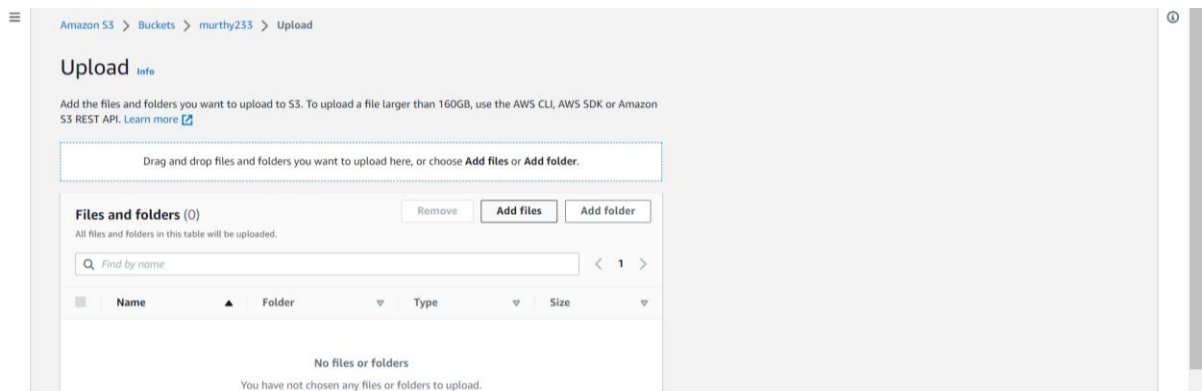 Amazon S3 > Buckets > murthy233 > Upload
Upload Info
Add the files and folders you want to upload to S3. To upload a file larger than 160GB, use the AWS CLI, AWS SDK or Amazon
S3 REST API. Learn more
Drag and drop files and folders you want to upload here, or choose Add files or Add folder.
Files and folders (0) Remove Add files Add folder
All files and folders in this table will be uploaded.
Find by name < 1 >
Name Folder Type Size
No files or folders
You have not chosen any files or folders to upload.